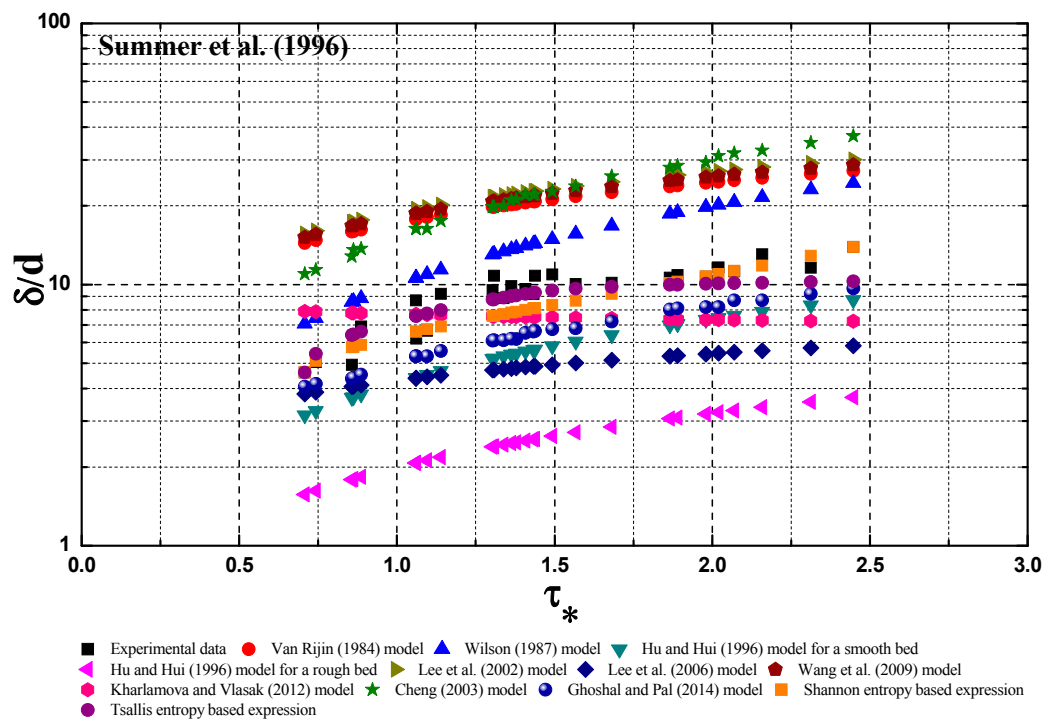 100
Summer et al. (1996)
δ/d
10
1
0.0 0.5 1.0 1.5 2.0 2.5 3.0
τ*
Experimental data Van Rijin (1984) model Wilson (1987) model Hu and Hui (1996) model for a smooth bed
Hu and Hui (1996) model for a rough bed Lee et al. (2002) model Lee et al. (2006) model Wang et al. (2009) model
Kharlamova and Vlasak (2012) model Cheng (2003) model Ghoshal and Pal (2014) model Shannon entropy based expression
Tsallis entropy based expression